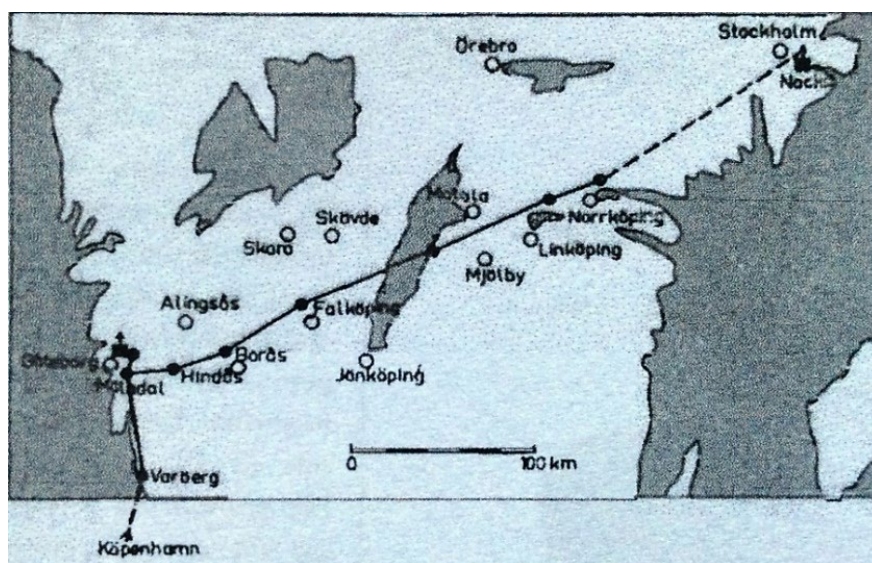 Stockholm
Örebro
Nack
Motala
Norrköping
Skövde
Skara
Linköping
Mjölby
Alingsås
Falköping
Borås
Göteborg
Hindås
Jönköping
Mölndal
0 100 km
Varberg
Köpenhamn